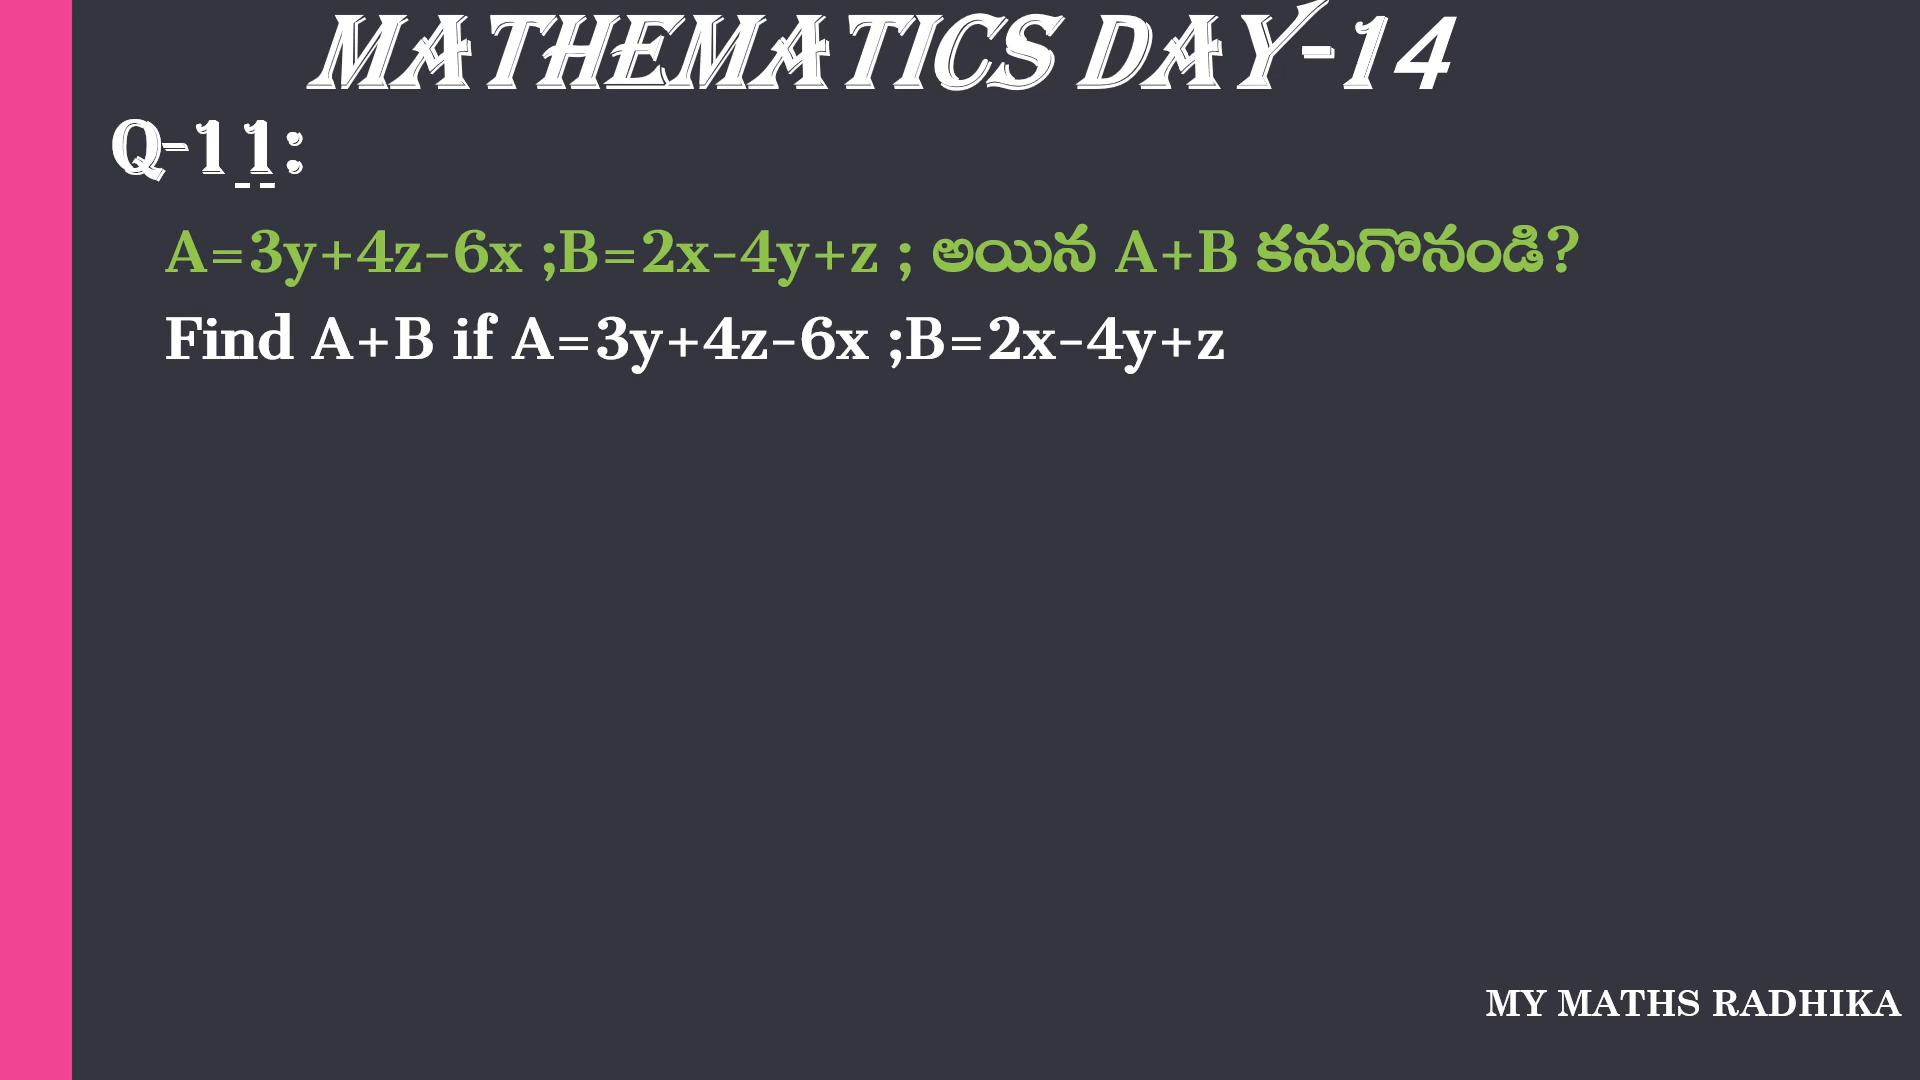 MATHEMATICS DAY-14
Q-11:
A=3y+4z-6x ;B=2x-4y+z ; అయిన A+B కనుగొనండి?
Find A+B if A=3y+4z-6x ;B=2x-4y+z
MY MATHS RADHIKA